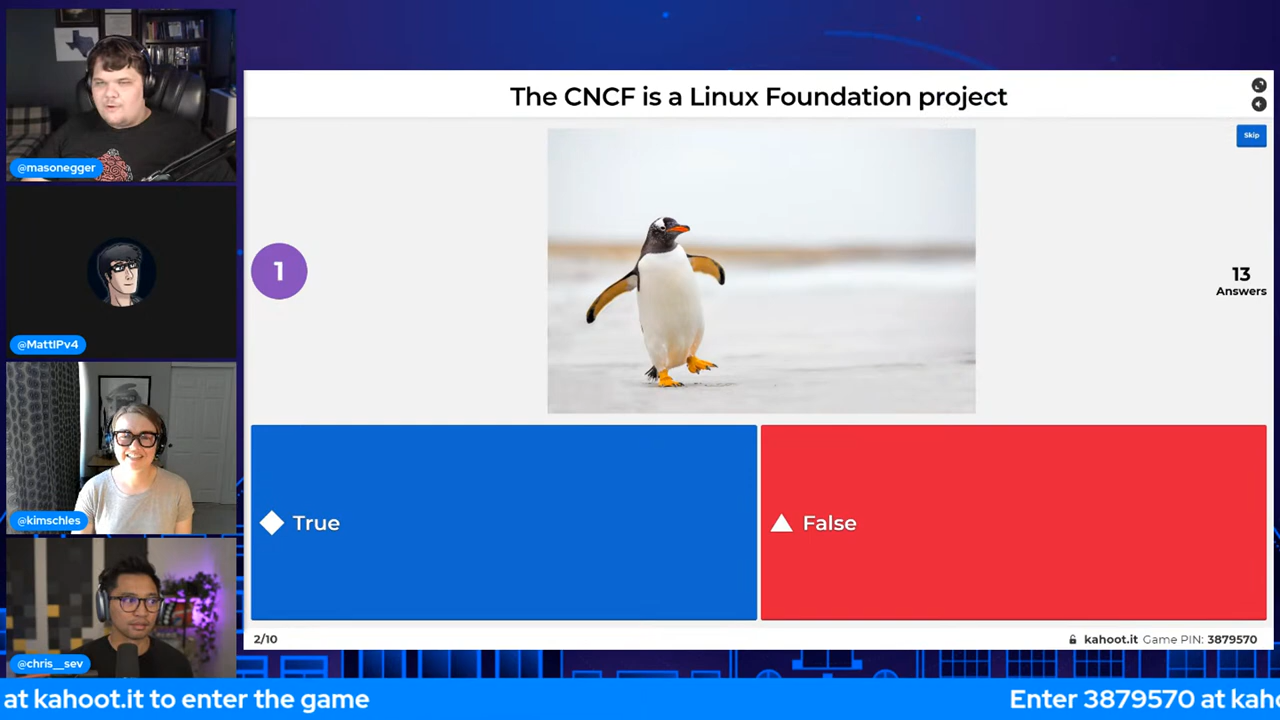 @masonegger
@MattIPv4
@kimschles
@chris__sev
The CNCF is a Linux Foundation project
Skip
1
13
Answers
True
False
2/10
kahoot.it Game PIN: 3879570
at kahoot.it to enter the game
Enter 3879570 at kaho